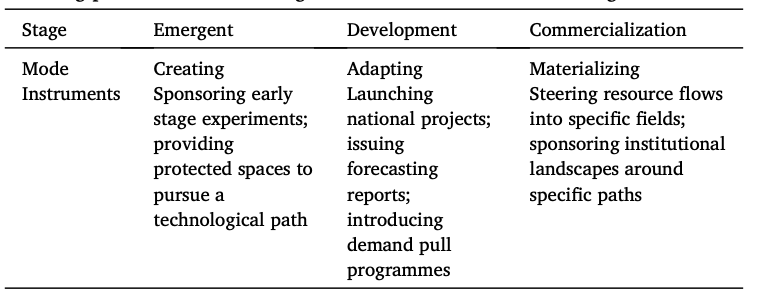 Stage Emergent Development Commercialization
Mode Creating Adapting Materializing
Instruments Sponsoring early Launching Steering resource flows
stage experiments; national projects; into specific fields;
providing issuing sponsoring institutional
protected spaces to forecasting landscapes around
pursue a reports; specific paths
technological path introducing
demand pull
programmes